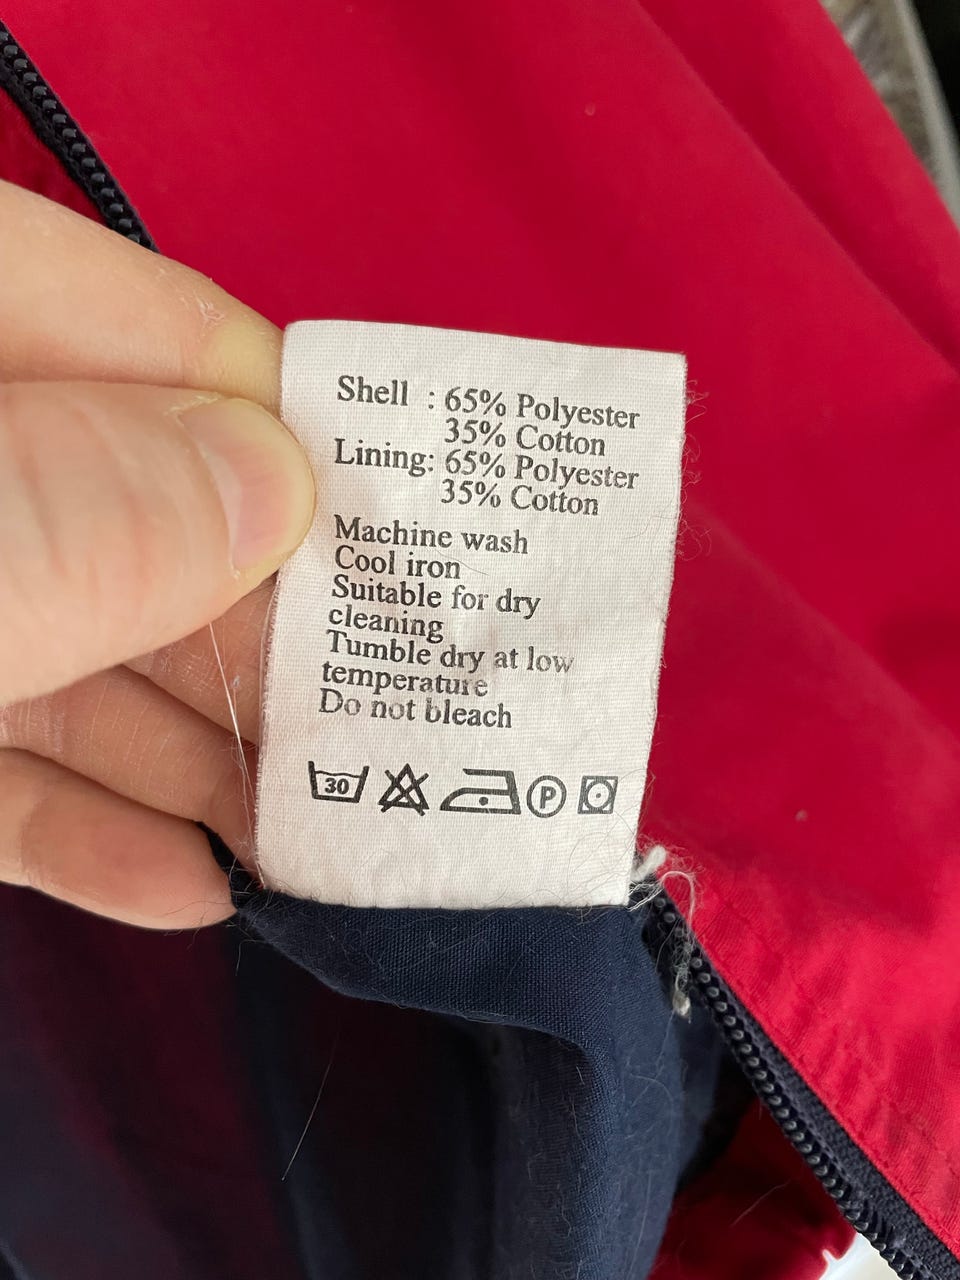 Shell : 65% Polyester
35% Cotton
Lining: 65% Polyester
35% Cotton
Machine wash
Cool iron
Suitable for dry
cleaning
Tumble dry at low
temperature
Do not bleach
30 P